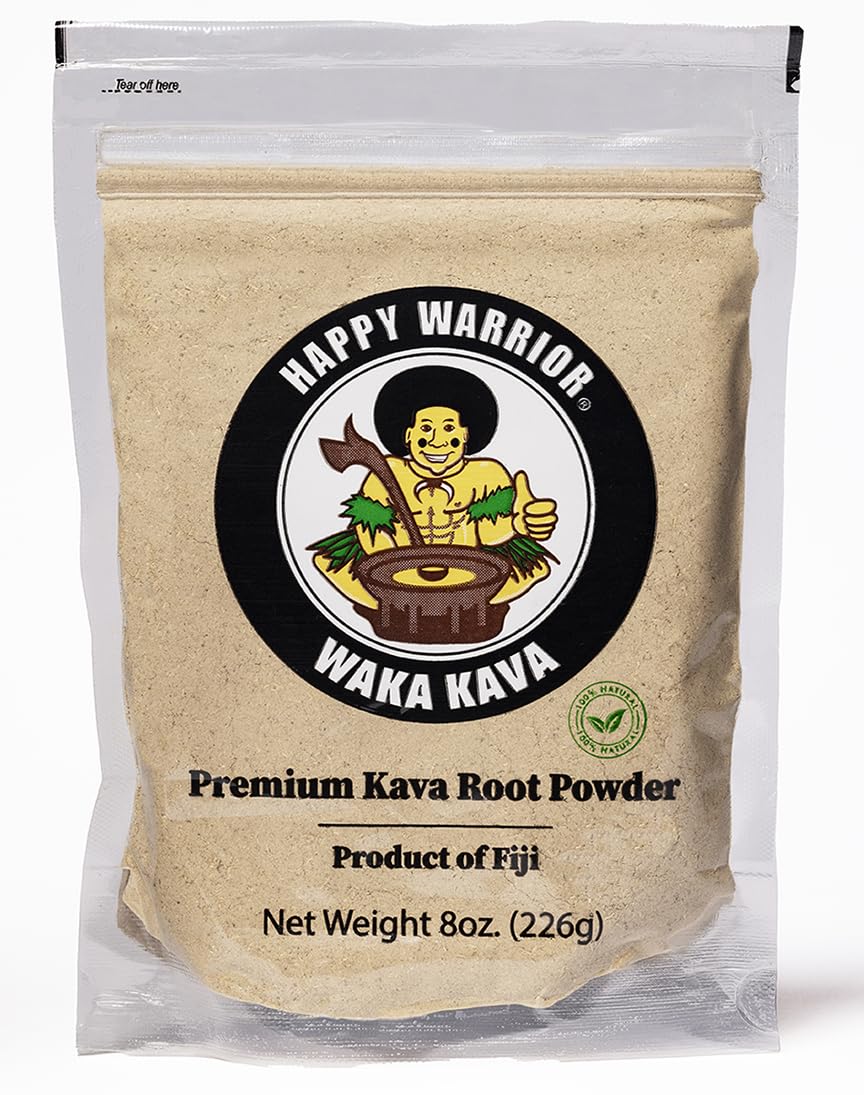 Tear off here
HAPPY WARRIOR®
WAKA KAVA
100% NATURAL
100% NATURAL
Premium Kava Root Powder
Product of Fiji
Net Weight 8oz. (226g)